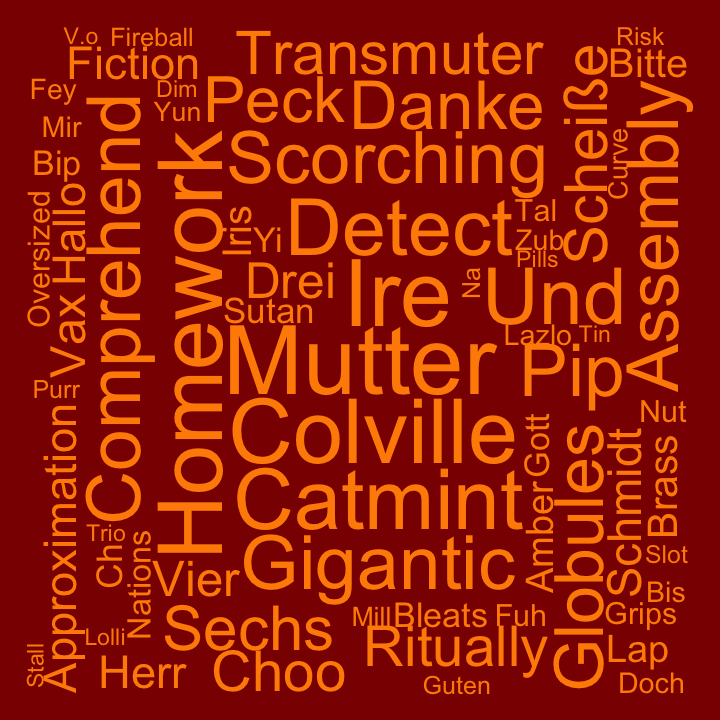 V.o Fireball
Transmuter
Risk
Fiction
Bitte
Fey
Dim
Peck
Danke
Yun
Mir
Scorching
Scheiße
Curve
Assembly
Bip
Comprehend
Homework
Oversized
Hallo
Vax
Iris
Yi
Detect
Tal
Zub
Pills
Drei
Ire
Na
Und
Sutan
Lazlo
Tin
Mutter
Pip
Purr
Colville
Nut
Approximation
Catmint
Gott
Amber
Globules
Schmidt
Brass
Trio
Cho
Nations
Gigantic
Slot
Vier
Bis
Sechs
Mill
Bleats
Fuh
Grips
Lolli
Ritually
Lap
Stall
Herr
Choo
Guten
Doch